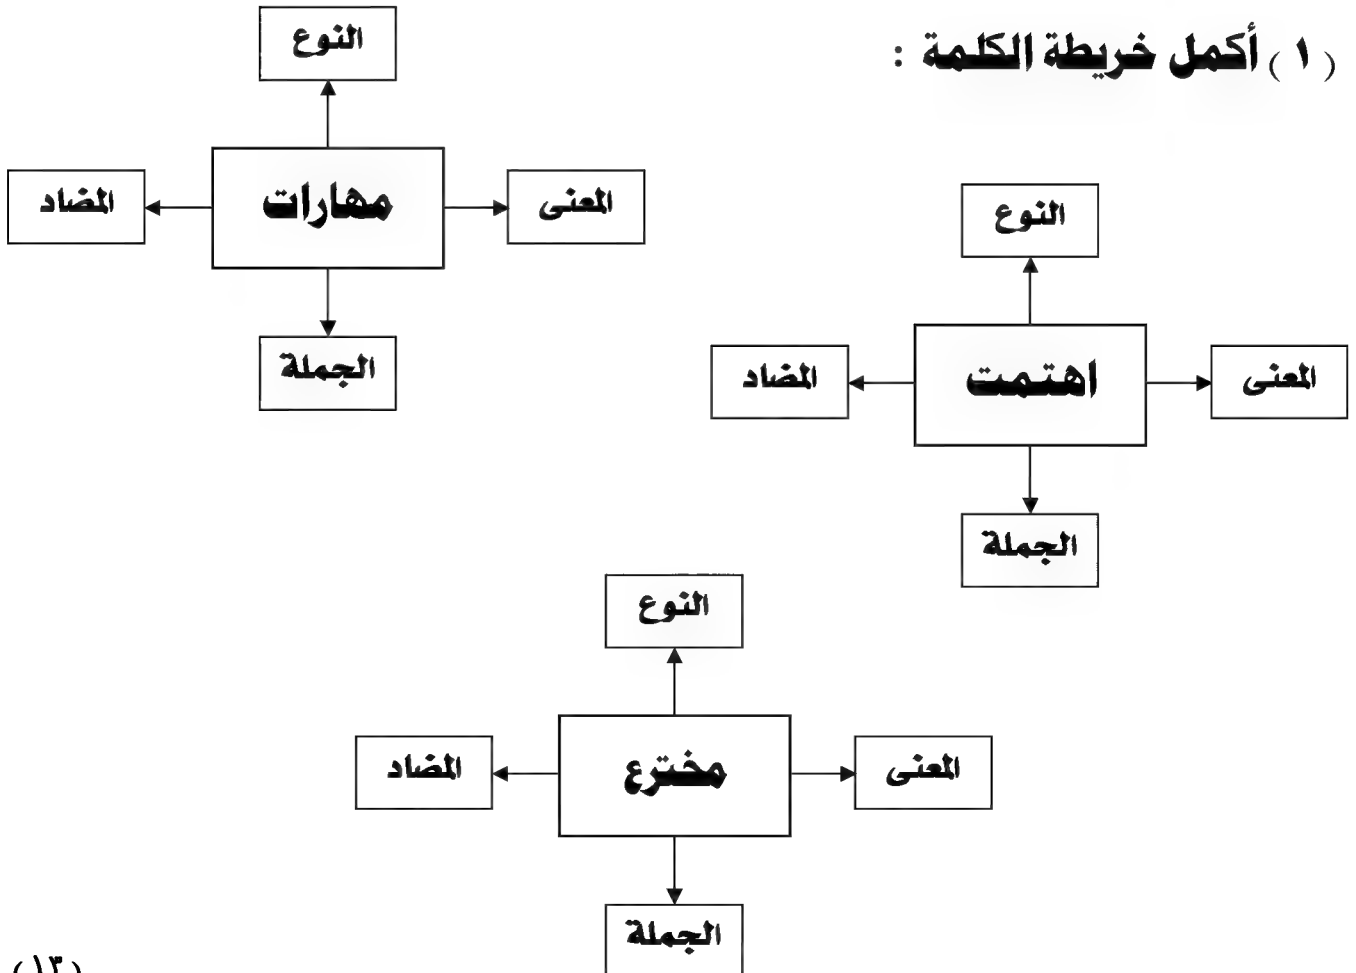 ( ١ ) أكمل خريطة الكلمة :
النوع
المضاد
مهارات
المعنى
الجملة
النوع
المضاد
اهتمت
المعنى
الجملة
النوع
المضاد
مخترع
المعنى
الجملة
(١٣)